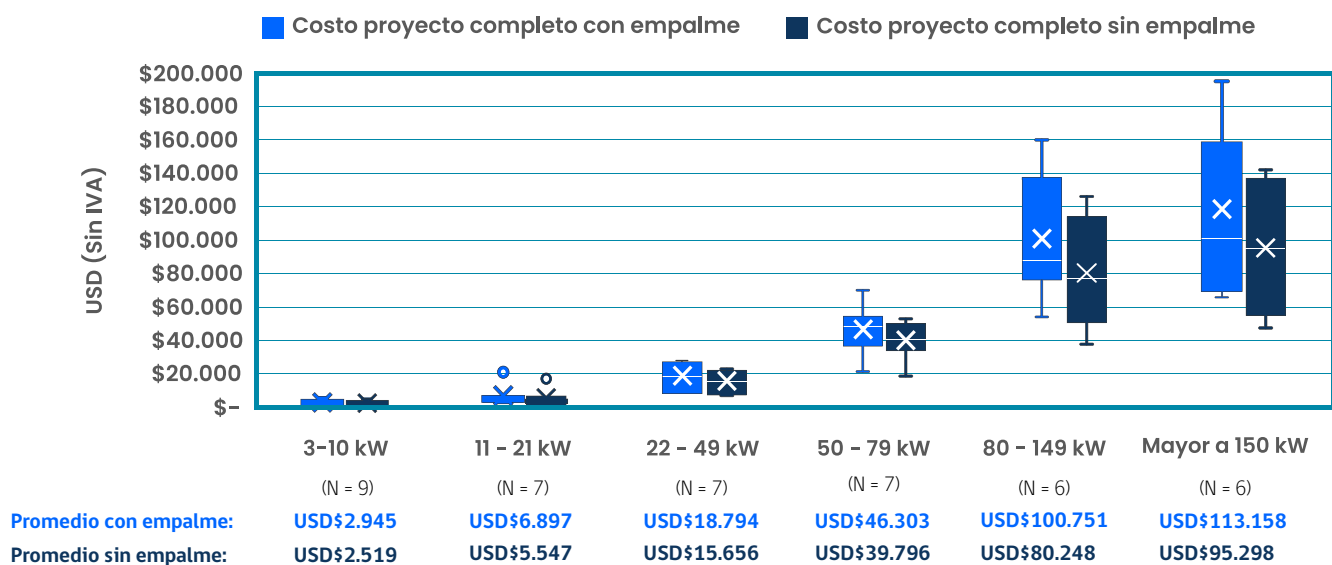 Costo proyecto completo con empalme Costo proyecto completo sin empalme
USD (Sin IVA)
$200.000
$180.000
$160.000
$140.000
$120.000
$100.000
$80.000
$60.000
$40.000
$20.000
$-
3-10 kW 11 - 21 kW 22 - 49 kW 50 - 79 kW 80 - 149 kW Mayor a 150 kW
(N = 9) (N = 7) (N = 7) (N = 7) (N = 6) (N = 6)
Promedio con empalme: USD$2.945 USD$6.897 USD$18.794 USD$46.303 USD$100.751 USD$113.158
Promedio sin empalme: USD$2.519 USD$5.547 USD$15.656 USD$39.796 USD$80.248 USD$95.298